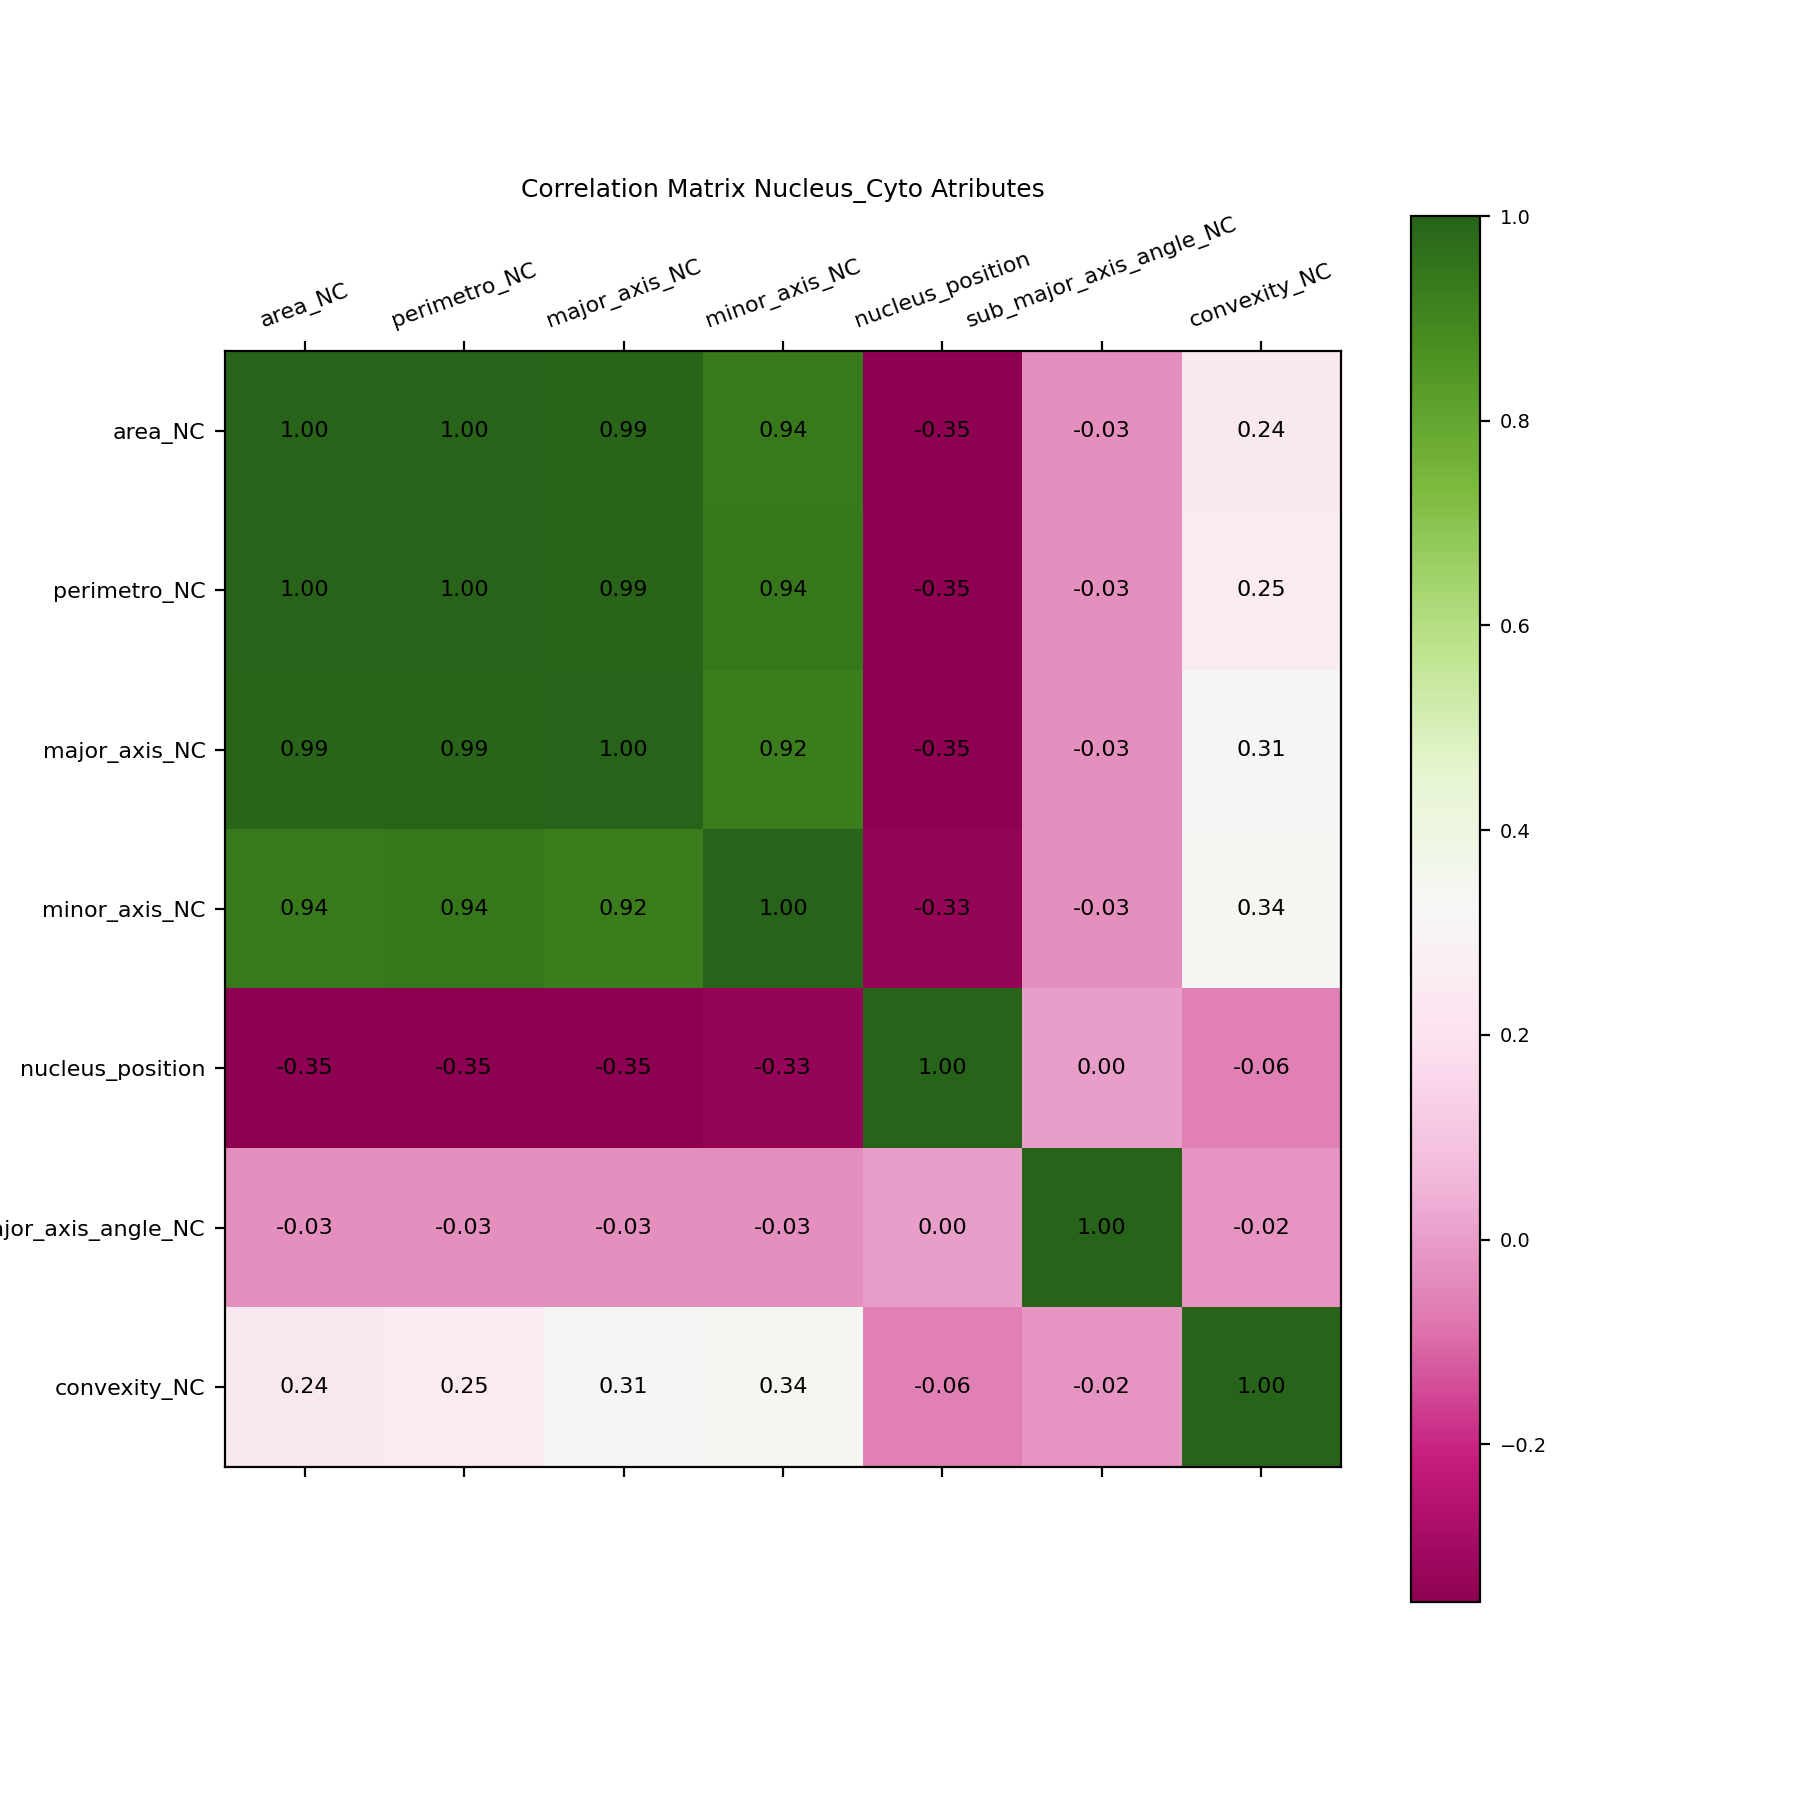 Correlation Matrix Nucleus_Cyto Atributes
area_NC perimetro_NC major_axis_NC minor_axis_NC nucleus_position sub_major_axis_angle_NC convexity_NC
area_NC 1.00 1.00 0.99 0.94 -0.35 -0.03 0.24
perimetro_NC 1.00 1.00 0.99 0.94 -0.35 -0.03 0.25
major_axis_NC 0.99 0.99 1.00 0.92 -0.35 -0.03 0.31
minor_axis_NC 0.94 0.94 0.92 1.00 -0.33 -0.03 0.34
nucleus_position -0.35 -0.35 -0.35 -0.33 1.00 0.00 -0.06
jor_axis_angle_NC -0.03 -0.03 -0.03 -0.03 0.00 1.00 -0.02
convexity_NC 0.24 0.25 0.31 0.34 -0.06 -0.02 1.00
1.0
0.8
0.6
0.4
0.2
0.0
−0.2